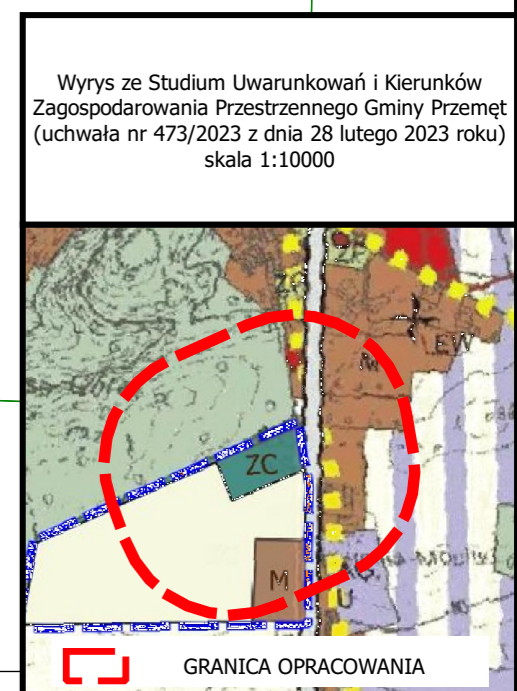 Wyrys ze Studium Uwarunkowań i Kierunków
Zagospodarowania Przestrzennego Gminy Przemęt
(uchwała nr 473/2023 z dnia 28 lutego 2023 roku)
skala 1:10000
ZP
EW
M
ZC
M
U
GRANICA OPRACOWANIA